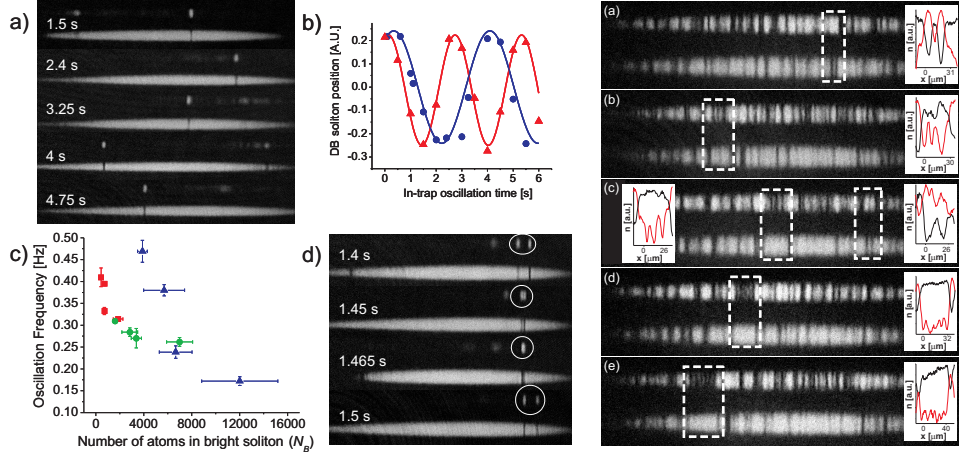 a)
1.5 s
2.4 s
3.25 s
4 s
4.75 s
b)
DB soliton position [A.U.]
0.2
0.1
0.0
-0.1
-0.2
-0.3
0 1 2 3 4 5 6
In-trap oscillation time [s]
c)
Oscillation Frequency [Hz]
0.50
0.45
0.40
0.35
0.30
0.25
0.20
0.15
0.10
0 4000 8000 12000 16000
Number of atoms in bright soliton (N_B)
d)
1.4 s
1.45 s
1.465 s
1.5 s
(a)
n [a.u.]
0 31
x [μm]
(b)
n [a.u.]
0 30
x [μm]
(c)
n [a.u.]
0 26
x [μm]
n [a.u.]
0 26
x [μm]
(d)
n [a.u.]
0 32
x [μm]
(e)
n [a.u.]
0 40
x [μm]